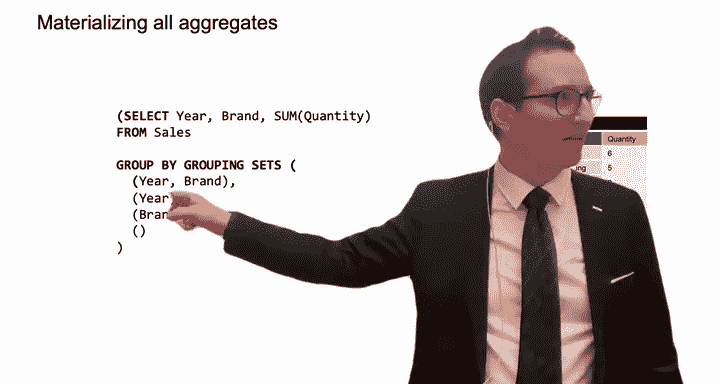 Materializing all aggregates
(SELECT Year, Brand, SUM(Quantity)
FROM Sales
GROUP BY GROUPING SETS (
(Year, Brand),
(Year
(Bran
()
)
Quantity
6
5